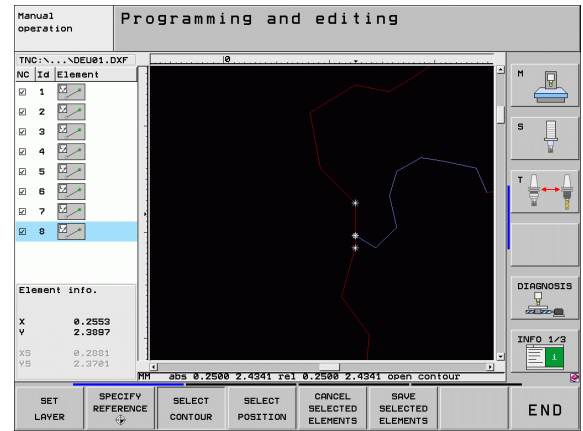 Manual
operation
Programming and editing
TNC:\...\DEU01.DXF
NC Id Element
1
2
3
4
5
6
7
8
0
Element info.
X 0.2553
Y 2.3897
XS 0.2881
YS 2.3701
MM abs 0.2500 2.4341 rel 0.2500 2.4341 open contour
M
S
T
DIAGNOSIS
INFO 1/3
i
SET
LAYER
SPECIFY
REFERENCE
SELECT
CONTOUR
SELECT
POSITION
CANCEL
SELECTED
ELEMENTS
SAVE
SELECTED
ELEMENTS
END